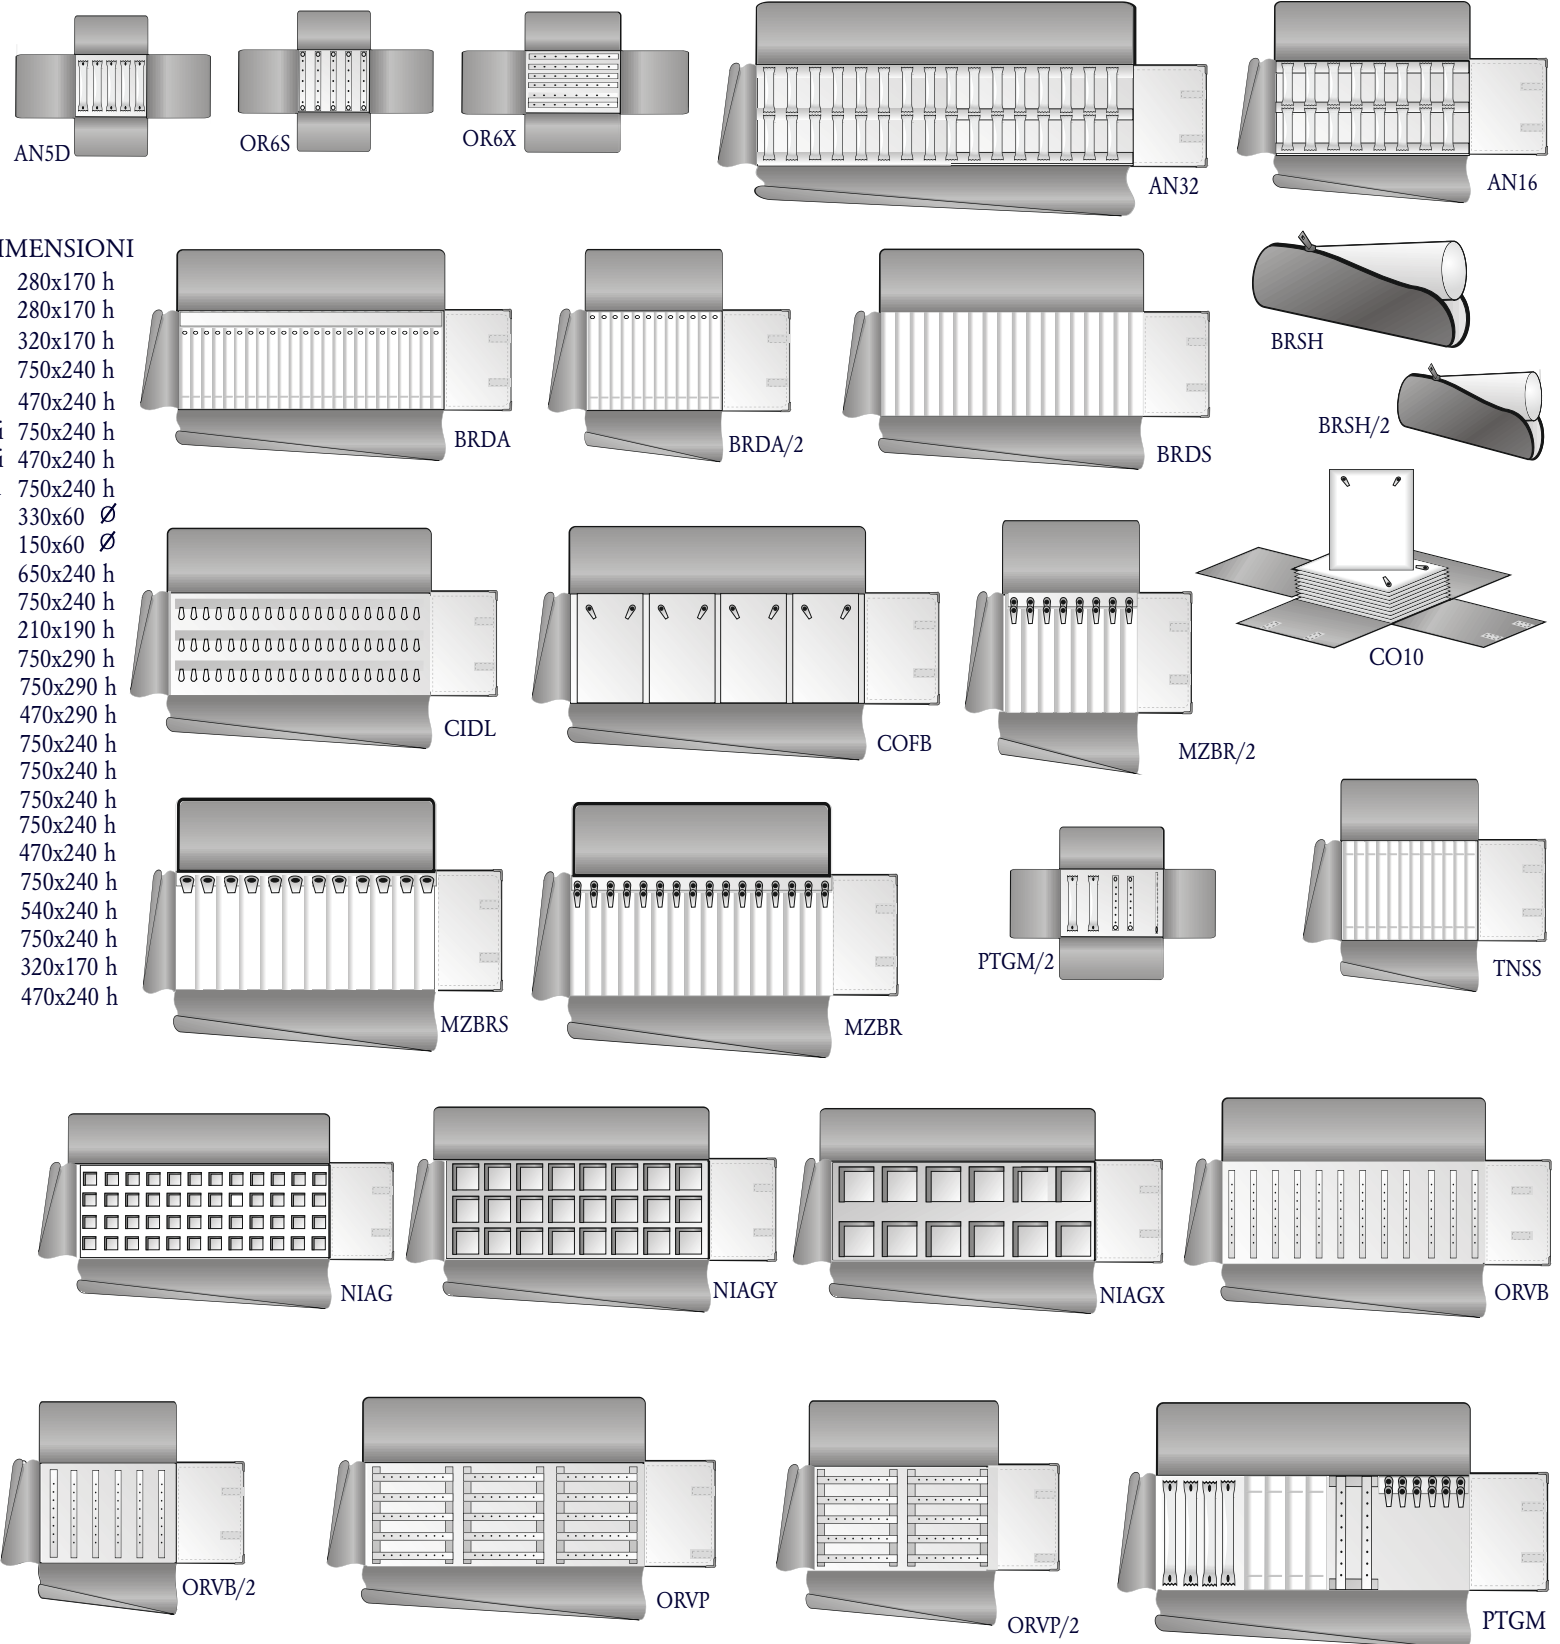 AN5D
OR6S
OR6X
AN32
AN16
IMENSIONI
280x170 h
280x170 h
320x170 h
750x240 h
470x240 h
i 750x240 h
i 470x240 h
750x240 h
330x60 Ø
150x60 Ø
650x240 h
750x240 h
210x190 h
750x290 h
750x290 h
470x290 h
750x240 h
750x240 h
750x240 h
750x240 h
470x240 h
750x240 h
540x240 h
750x240 h
320x170 h
470x240 h
BRDA
BRDA/2
BRDS
BRSH
BRSH/2
CIDL
COFB
MZBR/2
CO10
MZBRS
MZBR
PTGM/2
TNSS
NIAG
NIAGY
NIAGX
ORVB
ORVB/2
ORVP
ORVP/2
PTGM